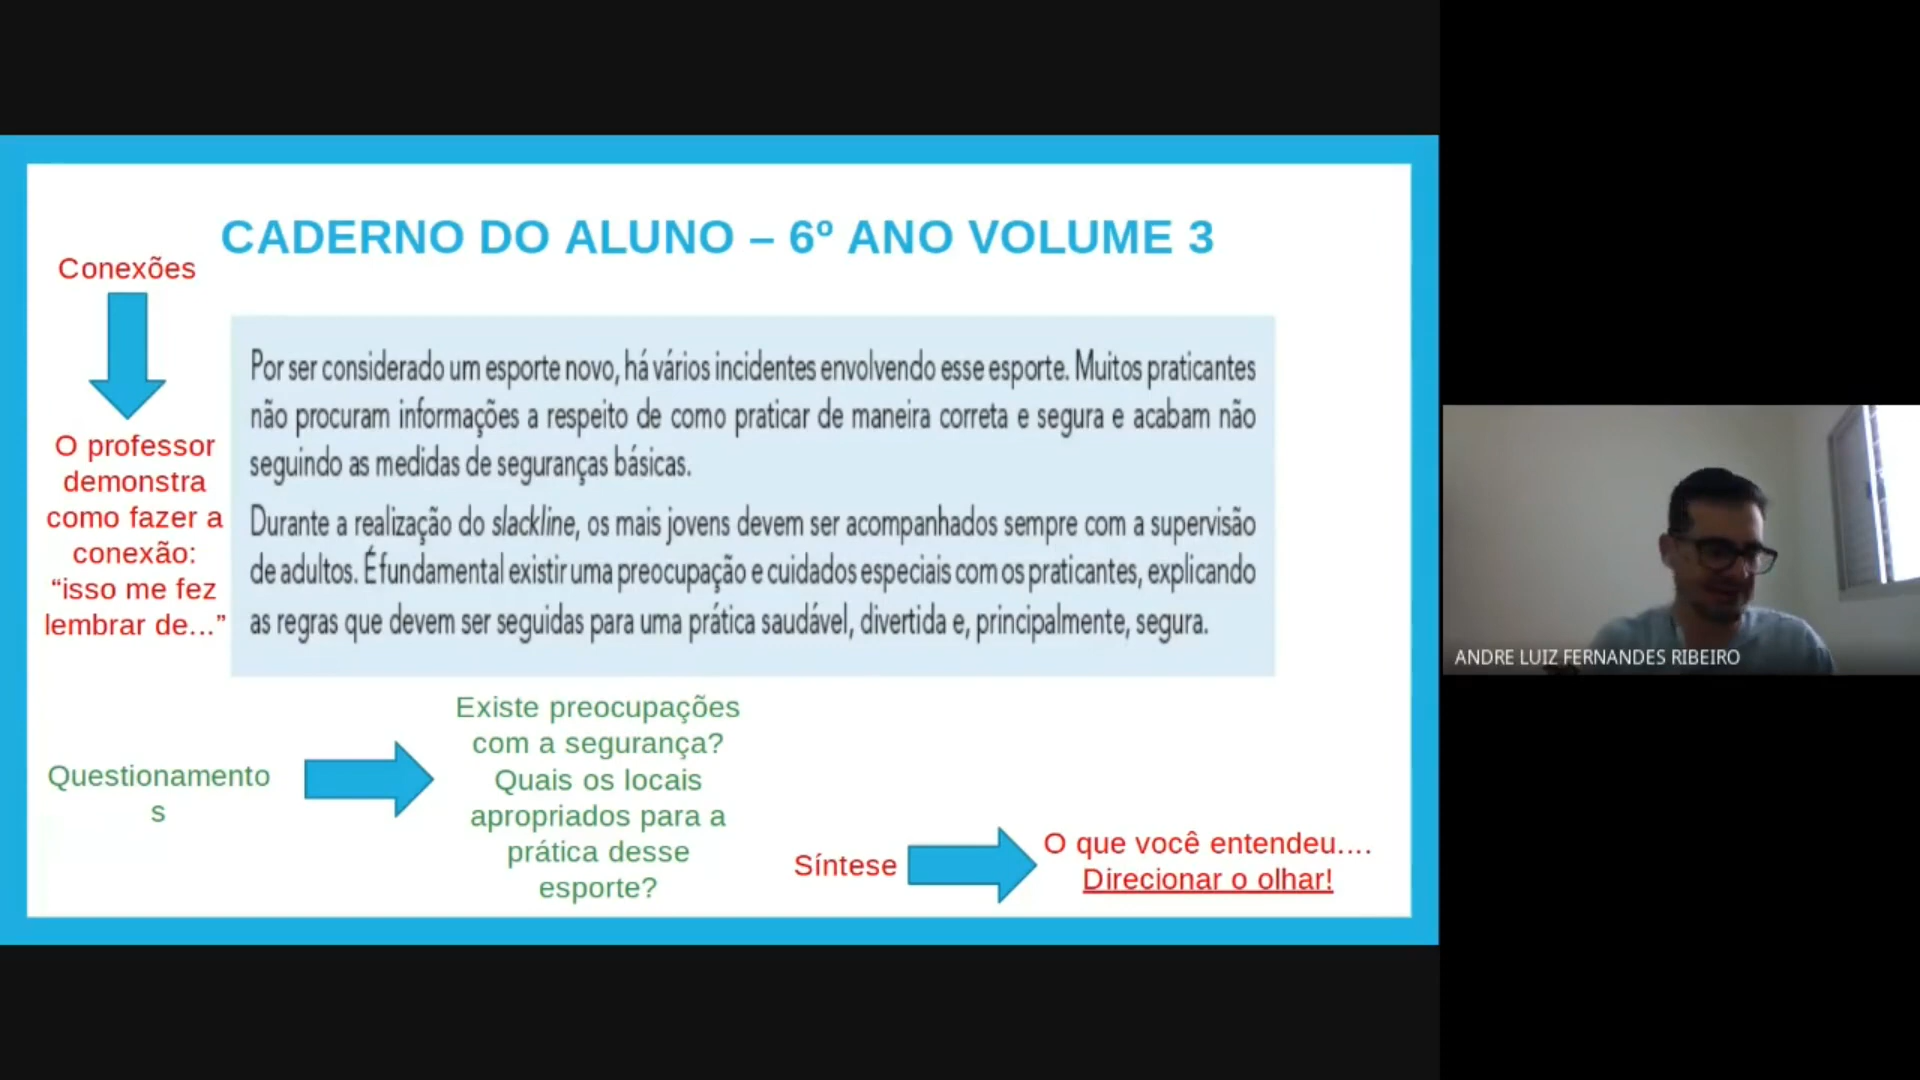 CADERNO DO ALUNO – 6º ANO VOLUME 3
Conexões
O professor
demonstra
como fazer a
conexão:
“isso me fez
lembrar de...”
Por ser considerado um esporte novo, há vários incidentes envolvendo esse esporte. Muitos praticantes
não procuram informações a respeito de como praticar de maneira correta e segura e acabam não
seguindo as medidas de seguranças básicas.
Durante a realização do slackline, os mais jovens devem ser acompanhados sempre com a supervisão
de adultos. Éfundamental existir uma preocupação e cuidados especiais com os praticantes, explicando
as regras que devem ser seguidas para uma prática saudável, divertida e, principalmente, segura.
Questionamento
s
Existe preocupações
com a segurança?
Quais os locais
apropriados para a
prática desse
esporte?
Síntese
O que você entendeu....
Direcionar o olhar!
ANDRE LUIZ FERNANDES RIBEIRO